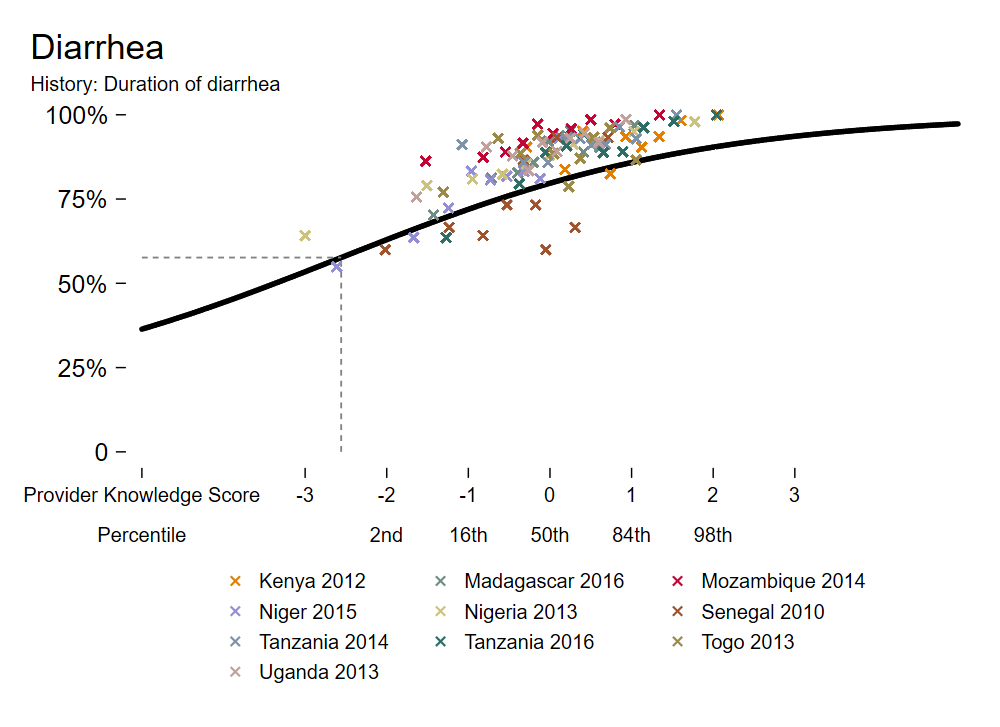 Diarrhea
History: Duration of diarrhea
100%
75%
50%
25%
0
Provider Knowledge Score -3 -2 -1 0 1 2 3
Percentile 2nd 16th 50th 84th 98th
Kenya 2012 Madagascar 2016 Mozambique 2014
Niger 2015 Nigeria 2013 Senegal 2010
Tanzania 2014 Tanzania 2016 Togo 2013
Uganda 2013